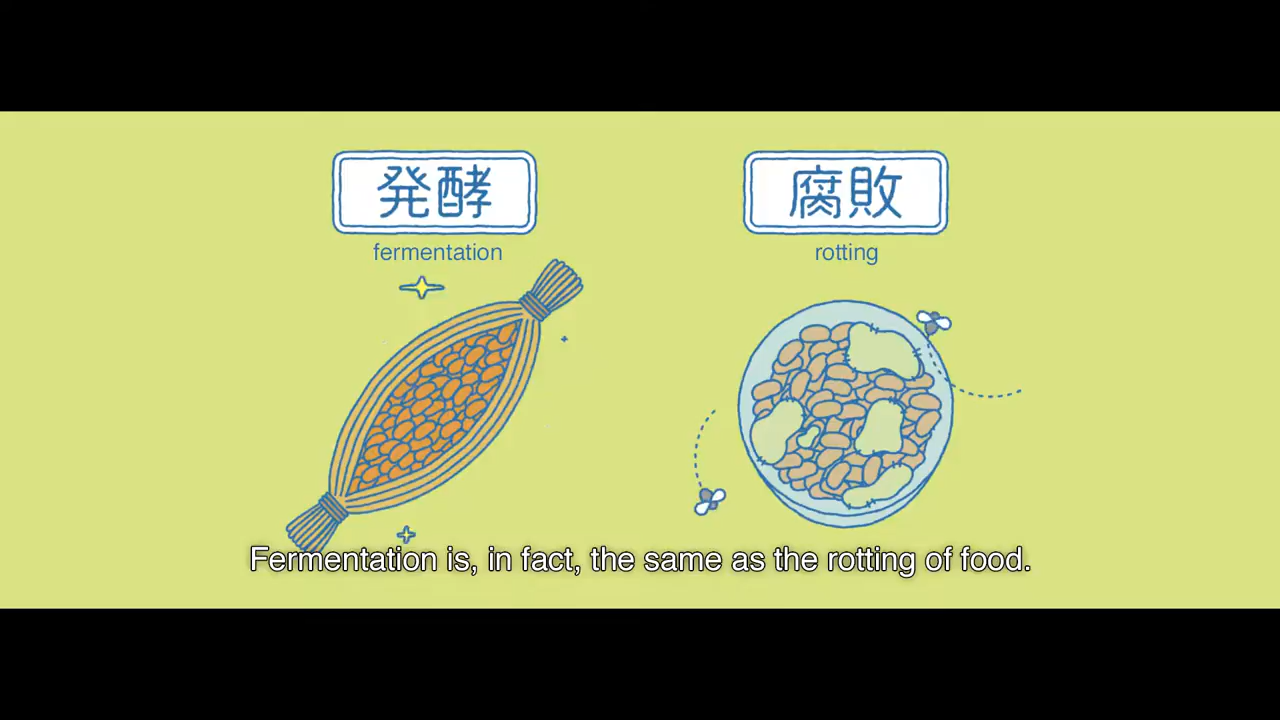 発酵
fermentation
腐敗
rotting
Fermentation is, in fact, the same as the rotting of food.